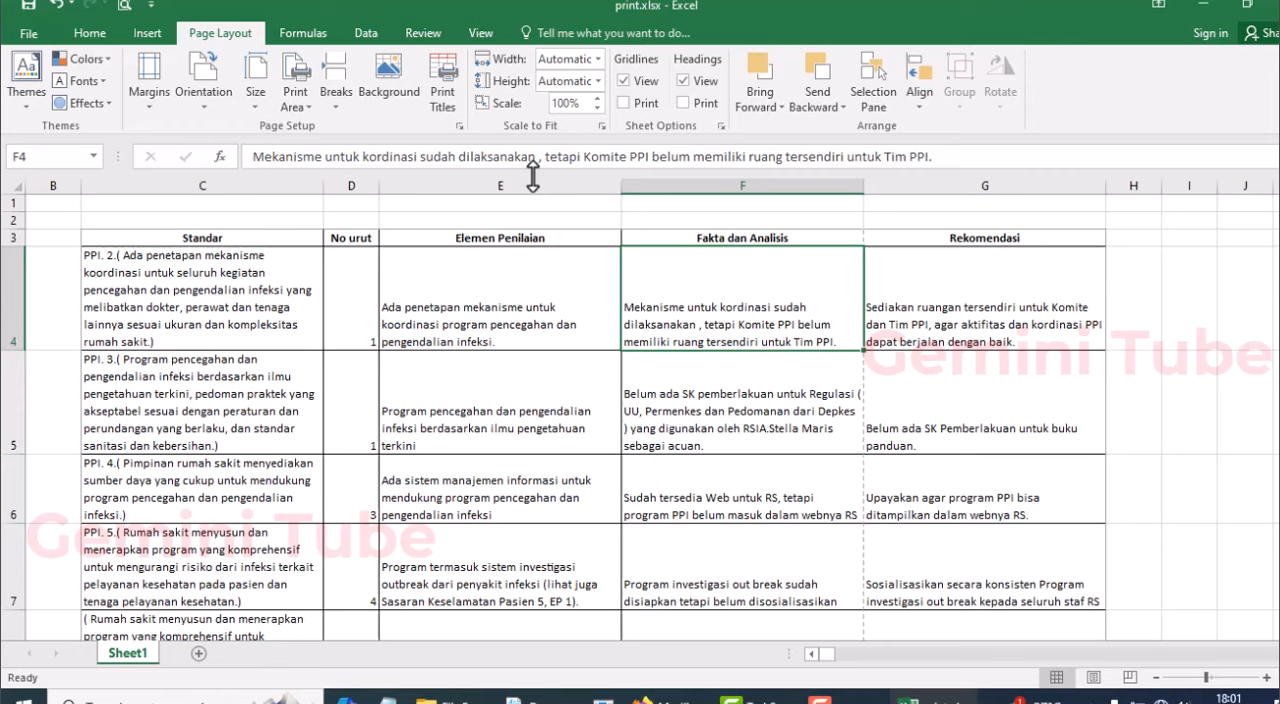 print.xlsx - Excel
File Home Insert Page Layout Formulas Data Review View Tell me what you want to do... Sign in
Colors
Fonts
Effects
Themes
Margins Orientation Size Print Area Breaks Background Print Titles
Width: Automatic
Height: Automatic
Scale: 100%
Gridlines Headings
View View
Print Print
Bring Forward Send Backward Selection Pane Align Group Rotate
Themes Page Setup Scale to Fit Sheet Options Arrange
F4 fx Mekanisme untuk kordinasi sudah dilaksanakan , tetapi Komite PPI belum memiliki ruang tersendiri untuk Tim PPI.
B C D E F G H I J
1
2
3 Standar No urut Elemen Penilaian Fakta dan Analisis Rekomendasi
PPI. 2.( Ada penetapan mekanisme
koordinasi untuk seluruh kegiatan
pencegahan dan pengendalian infeksi yang
melibatkan dokter, perawat dan tenaga
lainnya sesuai ukuran dan kompleksitas
rumah sakit.)
4
1
Ada penetapan mekanisme untuk
koordinasi program pencegahan dan
pengendalian infeksi.
Mekanisme untuk kordinasi sudah
dilaksanakan , tetapi Komite PPI belum
memiliki ruang tersendiri untuk Tim PPI.
Sediakan ruangan tersendiri untuk Komite
dan Tim PPI, agar aktifitas dan kordinasi PPI
dapat berjalan dengan baik.
Gemini Tube
PPI. 3.( Program pencegahan dan
pengendalian infeksi berdasarkan ilmu
pengetahuan terkini, pedoman praktek yang
akseptabel sesuai dengan peraturan dan
perundangan yang berlaku, dan standar
sanitasi dan kebersihan.)
5
1
Program pencegahan dan pengendalian
infeksi berdasarkan ilmu pengetahuan
terkini
Belum ada SK pemberlakuan untuk Regulasi (
UU, Permenkes dan Pedomanan dari Depkes
) yang digunakan oleh RSIA.Stella Maris
sebagai acuan.
Belum ada SK Pemberlakuan untuk buku
panduan.
PPI. 4.( Pimpinan rumah sakit menyediakan
sumber daya yang cukup untuk mendukung
program pencegahan dan pengendalian
infeksi.)
6
3
Ada sistem manajemen informasi untuk
mendukung program pencegahan dan
pengendalian infeksi
Sudah tersedia Web untuk RS, tetapi
program PPI belum masuk dalam webnya RS
Upayakan agar program PPI bisa
ditampilkan dalam webnya RS.
Gemini Tube
PPI. 5.( Rumah sakit menyusun dan
menerapkan program yang komprehensif
untuk mengurangi risiko dari infeksi terkait
pelayanan kesehatan pada pasien dan
tenaga pelayanan kesehatan.)
7
4
Program termasuk sistem investigasi
outbreak dari penyakit infeksi (lihat juga
Sasaran Keselamatan Pasien 5, EP 1).
Program investigasi out break sudah
disiapkan tetapi belum disosialisasikan
Sosialisasikan secara konsisten Program
investigasi out break kepada seluruh staf RS
( Rumah sakit menyusun dan menerapkan
program yang komprehensif untuk
Sheet1
Ready
18:01